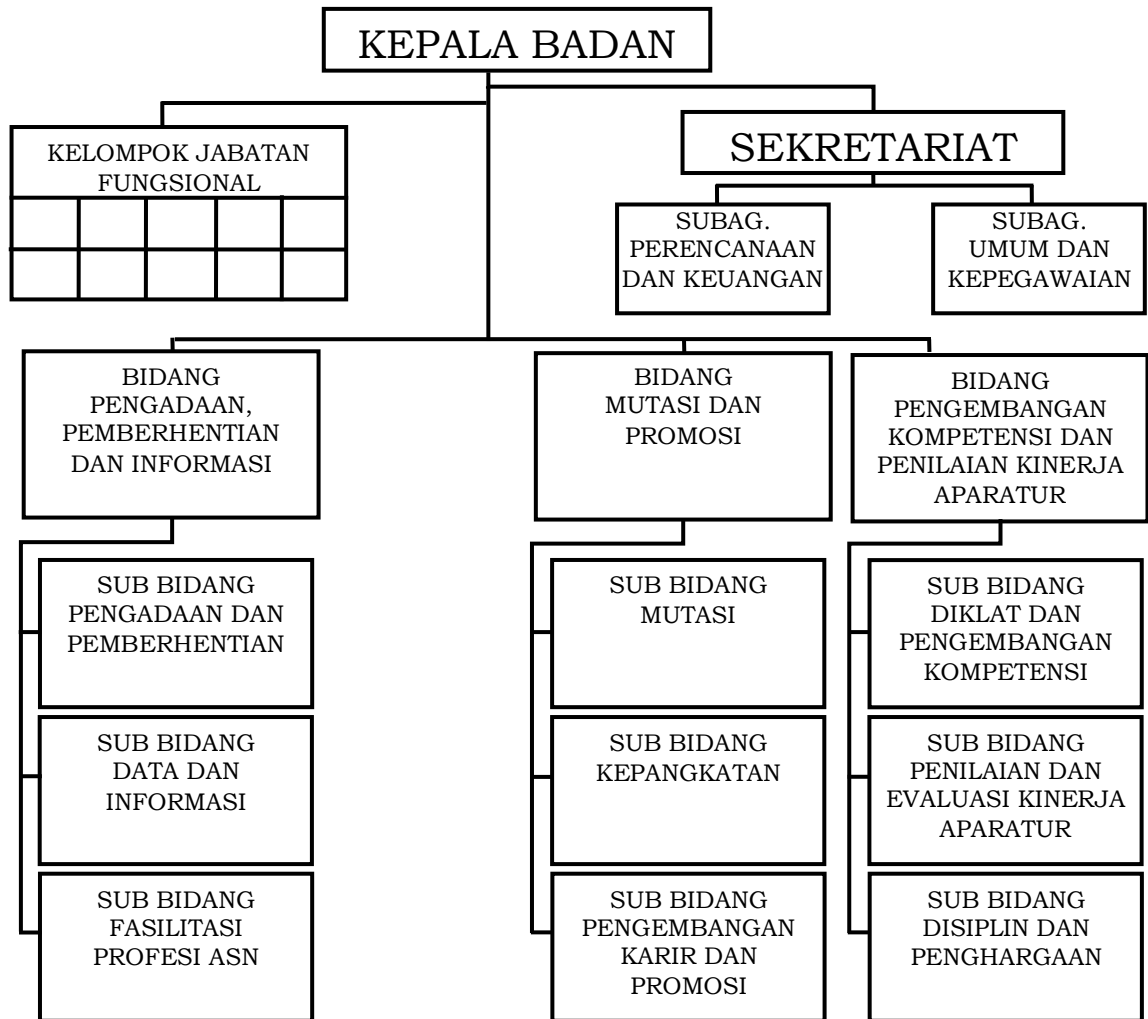 KEPALA BADAN
KELOMPOK JABATAN
FUNGSIONAL
SEKRETARIAT
SUBAG.
PERENCANAAN
DAN KEUANGAN
SUBAG.
UMUM DAN
KEPEGAWAIAN
BIDANG
PENGADAAN,
PEMBERHENTIAN
DAN INFORMASI
BIDANG
MUTASI DAN
PROMOSI
BIDANG
PENGEMBANGAN
KOMPETENSI DAN
PENILAIAN KINERJA
APARATUR
SUB BIDANG
PENGADAAN DAN
PEMBERHENTIAN
SUB BIDANG
MUTASI
SUB BIDANG
DIKLAT DAN
PENGEMBANGAN
KOMPETENSI
SUB BIDANG
DATA DAN
INFORMASI
SUB BIDANG
KEPANGKATAN
SUB BIDANG
PENILAIAN DAN
EVALUASI KINERJA
APARATUR
SUB BIDANG
FASILITASI
PROFESI ASN
SUB BIDANG
PENGEMBANGAN
KARIR DAN
PROMOSI
SUB BIDANG
DISIPLIN DAN
PENGHARGAAN